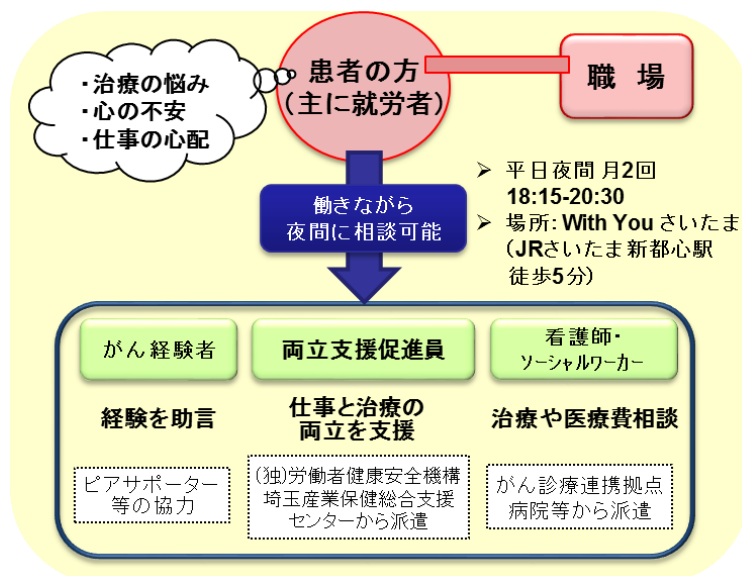 ・治療の悩み
・心の不安
・仕事の心配
患者の方
(主に就労者)
職 場
働きながら
夜間に相談可能
➢ 平日夜間 月2回
18:15-20:30
➢ 場所: With You さいたま
(JRさいたま新都心駅
徒歩5分)
がん経験者
経験を助言
ピアサポーター
等の協力
両立支援促進員
仕事と治療の
両立を支援
(独)労働者健康安全機構
埼玉産業保健総合支援
センターから派遣
看護師・
ソーシャルワーカー
治療や医療費相談
がん診療連携拠点
病院等から派遣